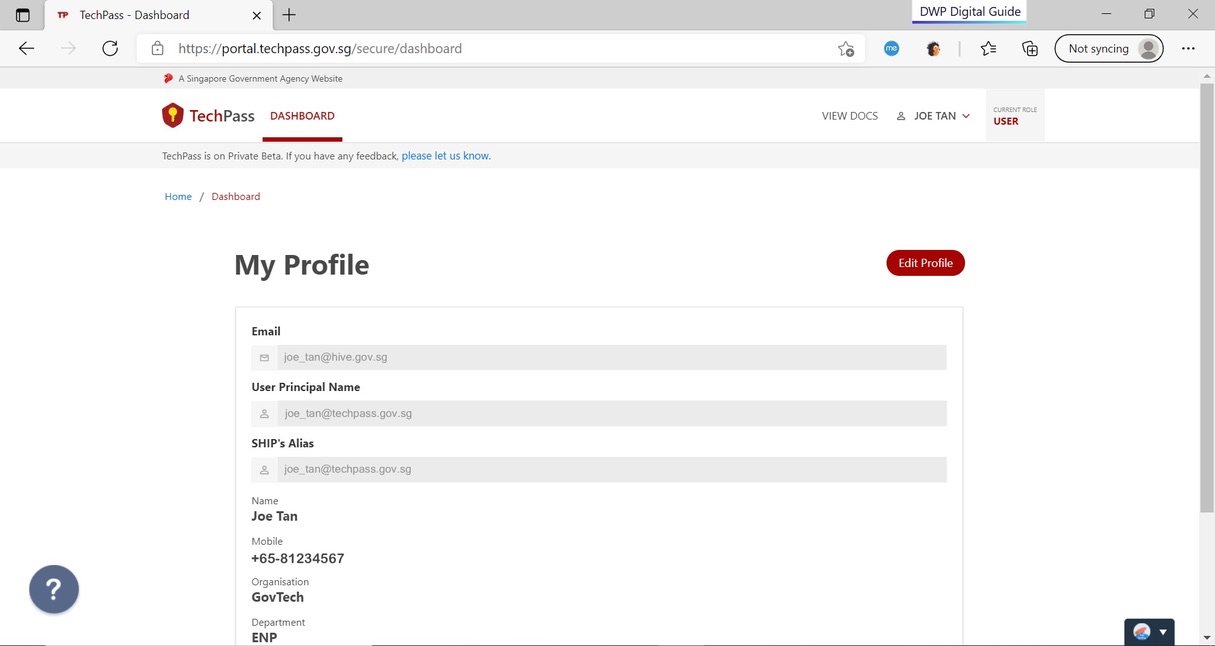 TP TechPass - Dashboard
DWP Digital Guide
https://portal.techpass.gov.sg/secure/dashboard
me
Not syncing
A Singapore Government Agency Website
TechPass DASHBOARD
VIEW DOCS
JOE TAN
CURRENT ROLE
USER
TechPass is on Private Beta. If you have any feedback, please let us know.
Home / Dashboard
My Profile
Edit Profile
Email
joe_tan@hive.gov.sg
User Principal Name
joe_tan@techpass.gov.sg
SHIP's Alias
joe_tan@techpass.gov.sg
Name
Joe Tan
Mobile
+65-81234567
Organisation
GovTech
Department
ENP
?